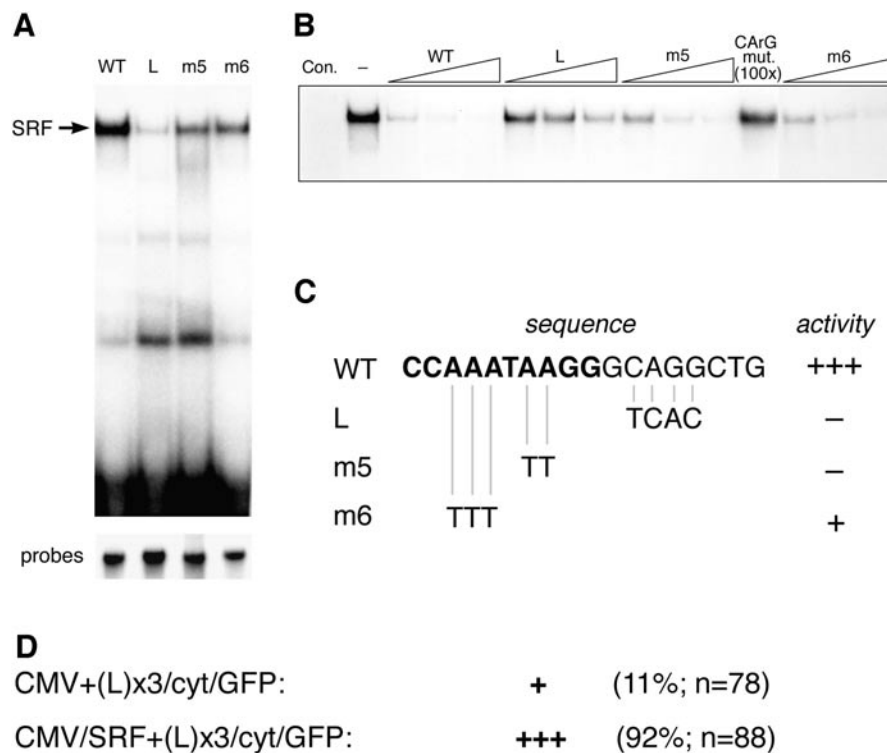 A
WT L m5 m6
SRF
probes
B
Con. – WT L m5 CArG mut. (100x) m6
C
sequence activity
WT CCAAATAAGGGCAGGCTG +++
L TCAC –
m5 TT –
m6 TTT +
D
CMV+(L)x3/cyt/GFP: + (11%; n=78)
CMV/SRF+(L)x3/cyt/GFP: +++ (92%; n=88)